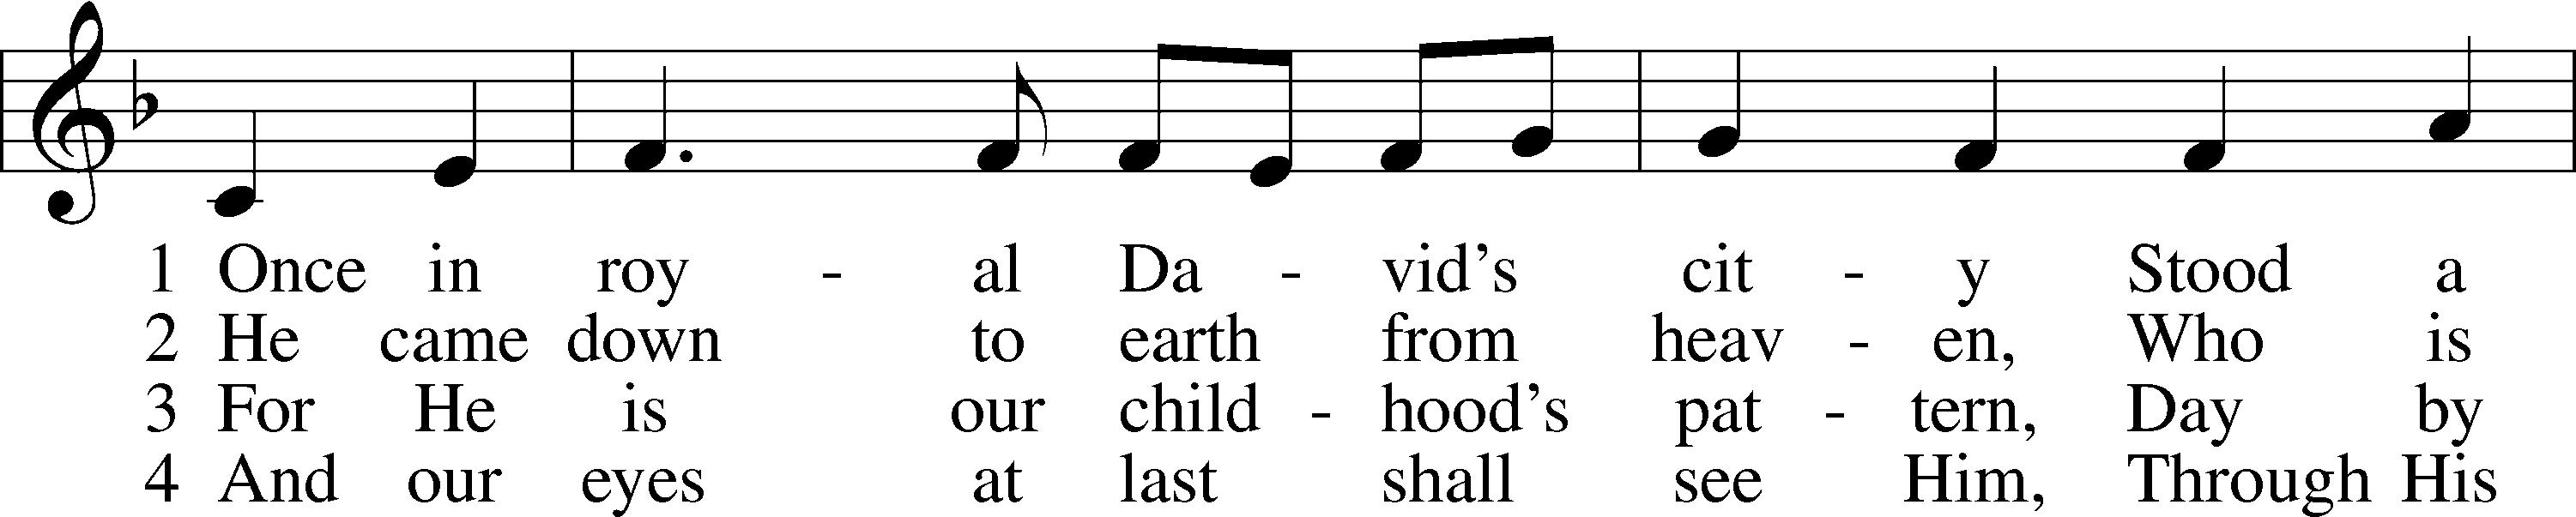 1 Once in roy - al Da - vid's cit - y Stood a
2 He came down to earth from heav - en, Who is
3 For He is our child - hood's pat - tern, Day by
4 And our eyes at last shall see Him, Through His